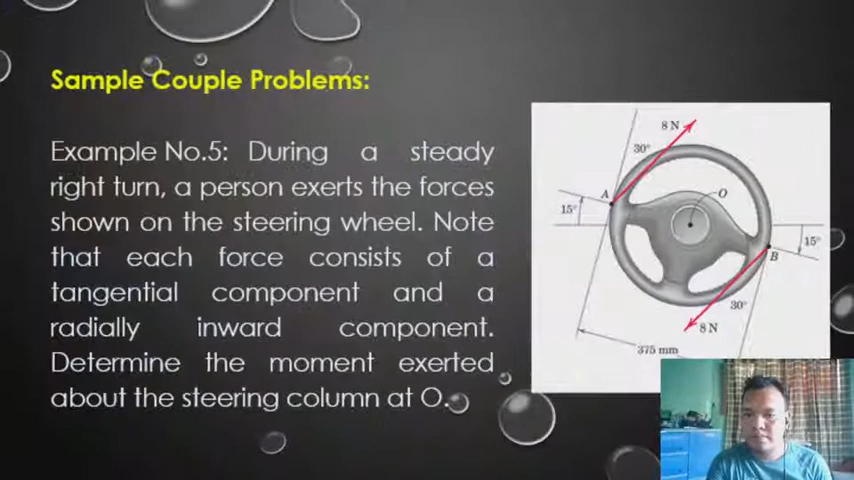 Sample Couple Problems:
Example No.5: During a steady
right turn, a person exerts the forces
shown on the steering wheel. Note
that each force consists of a
tangential component and a
radially inward component.
Determine the moment exerted
about the steering column at O.
8 N
30°
A
O
15°
15°
B
30°
8 N
375 mm